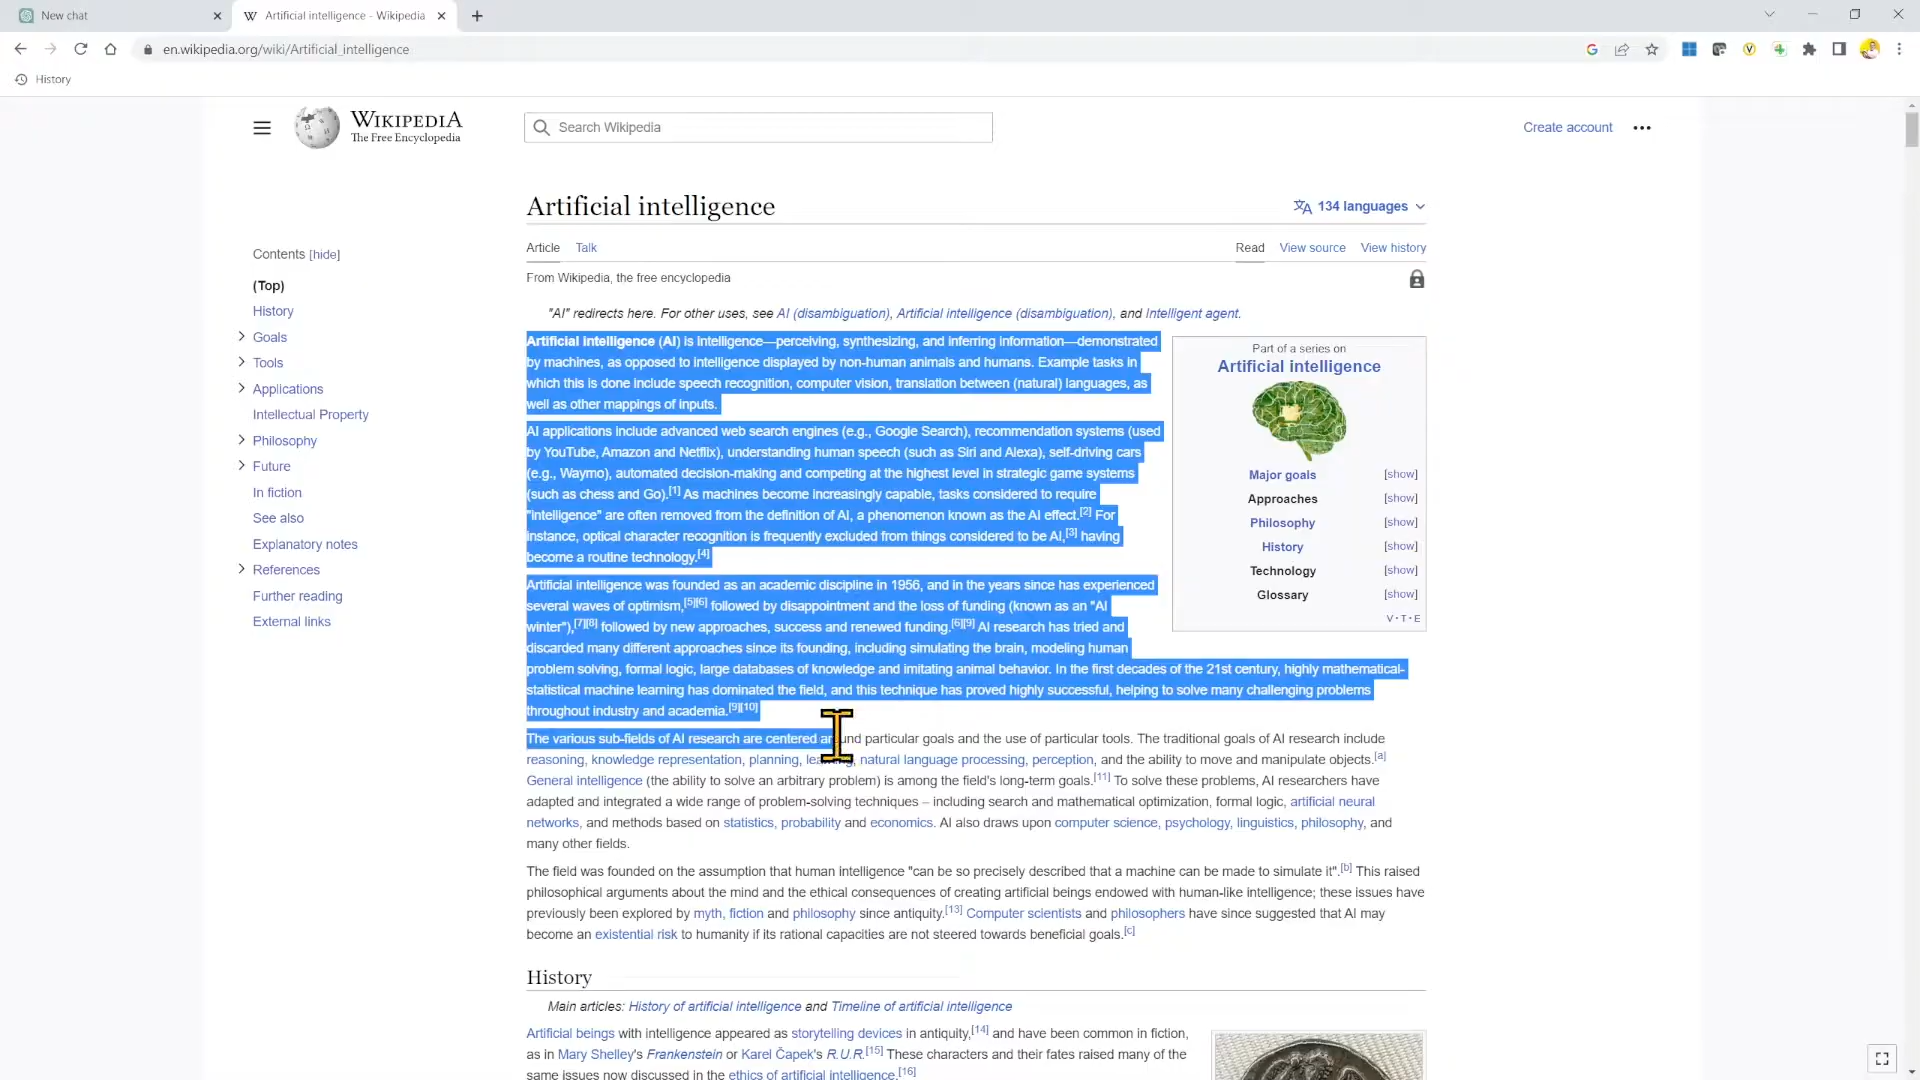 New chat
Artificial intelligence - Wikipedia
en.wikipedia.org/wiki/Artificial_intelligence
History
WIKIPEDIA
The Free Encyclopedia
Search Wikipedia
Create account
Artificial intelligence
134 languages
Article Talk
Read View source View history
From Wikipedia, the free encyclopedia
Contents [hide]
(Top)
History
Goals
Tools
Applications
Intellectual Property
Philosophy
Future
In fiction
See also
Explanatory notes
References
Further reading
External links
"AI" redirects here. For other uses, see AI (disambiguation), Artificial intelligence (disambiguation), and Intelligent agent.
Artificial intelligence (AI) is intelligence—perceiving, synthesizing, and inferring information—demonstrated
by machines, as opposed to intelligence displayed by non-human animals and humans. Example tasks in
which this is done include speech recognition, computer vision, translation between (natural) languages, as
well as other mappings of inputs.
AI applications include advanced web search engines (e.g., Google Search), recommendation systems (used
by YouTube, Amazon and Netflix), understanding human speech (such as Siri and Alexa), self-driving cars
(e.g., Waymo), automated decision-making and competing at the highest level in strategic game systems
(such as chess and Go).[1] As machines become increasingly capable, tasks considered to require
"intelligence" are often removed from the definition of AI, a phenomenon known as the AI effect.[2] For
instance, optical character recognition is frequently excluded from things considered to be AI,[3] having
become a routine technology.[4]
Artificial intelligence was founded as an academic discipline in 1956, and in the years since has experienced
several waves of optimism,[5][6] followed by disappointment and the loss of funding (known as an "AI
winter"),[7][8] followed by new approaches, success and renewed funding.[6][9] AI research has tried and
discarded many different approaches since its founding, including simulating the brain, modeling human
problem solving, formal logic, large databases of knowledge and imitating animal behavior. In the first decades of the 21st century, highly mathematical-
statistical machine learning has dominated the field, and this technique has proved highly successful, helping to solve many challenging problems
throughout industry and academia.[9][10]
The various sub-fields of AI research are centered around particular goals and the use of particular tools. The traditional goals of AI research include
reasoning, knowledge representation, planning, learning, natural language processing, perception, and the ability to move and manipulate objects.[a]
General intelligence (the ability to solve an arbitrary problem) is among the field's long-term goals.[11] To solve these problems, AI researchers have
adapted and integrated a wide range of problem-solving techniques – including search and mathematical optimization, formal logic, artificial neural
networks, and methods based on statistics, probability and economics. AI also draws upon computer science, psychology, linguistics, philosophy, and
many other fields.
The field was founded on the assumption that human intelligence "can be so precisely described that a machine can be made to simulate it".[b] This raised
philosophical arguments about the mind and the ethical consequences of creating artificial beings endowed with human-like intelligence; these issues have
previously been explored by myth, fiction and philosophy since antiquity.[13] Computer scientists and philosophers have since suggested that AI may
become an existential risk to humanity if its rational capacities are not steered towards beneficial goals.[c]
Part of a series on
Artificial intelligence
Major goals [show]
Approaches [show]
Philosophy [show]
History [show]
Technology [show]
Glossary [show]
V·T·E
History
Main articles: History of artificial intelligence and Timeline of artificial intelligence
Artificial beings with intelligence appeared as storytelling devices in antiquity,[14] and have been common in fiction,
as in Mary Shelley's Frankenstein or Karel Čapek's R.U.R.[15] These characters and their fates raised many of the
same issues now discussed in the ethics of artificial intelligence.[16]